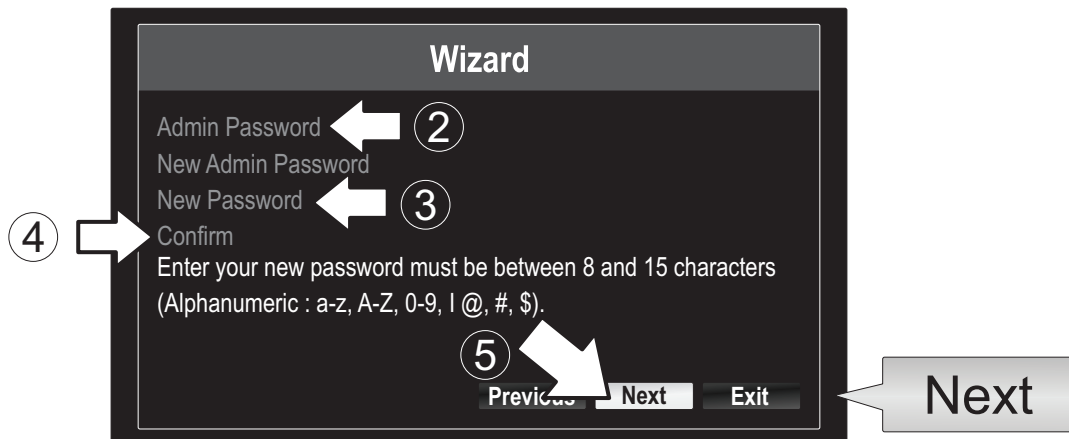 Wizard
Admin Password
2
New Admin Password
New Password
3
4
Confirm
Enter your new password must be between 8 and 15 characters
(Alphanumeric : a-z, A-Z, 0-9, I @, #, $).
5
Previous Next Exit
Next